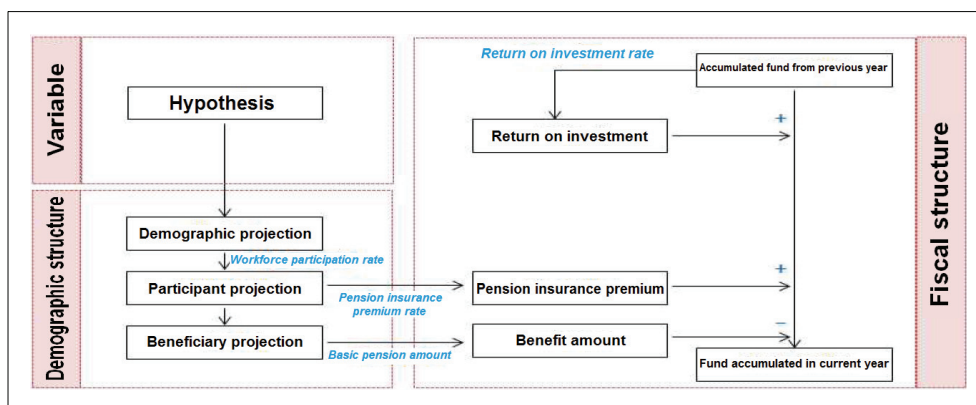 Variable
Hypothesis
Demographic structure
Demographic projection
Workforce participation rate
Participant projection
Pension insurance
premium rate
Beneficiary projection
Basic pension amount
Return on investment rate
Accumulated fund from previous year
+
Return on investment
+
Pension insurance premium
−
Benefit amount
Fund accumulated in current year
Fiscal structure